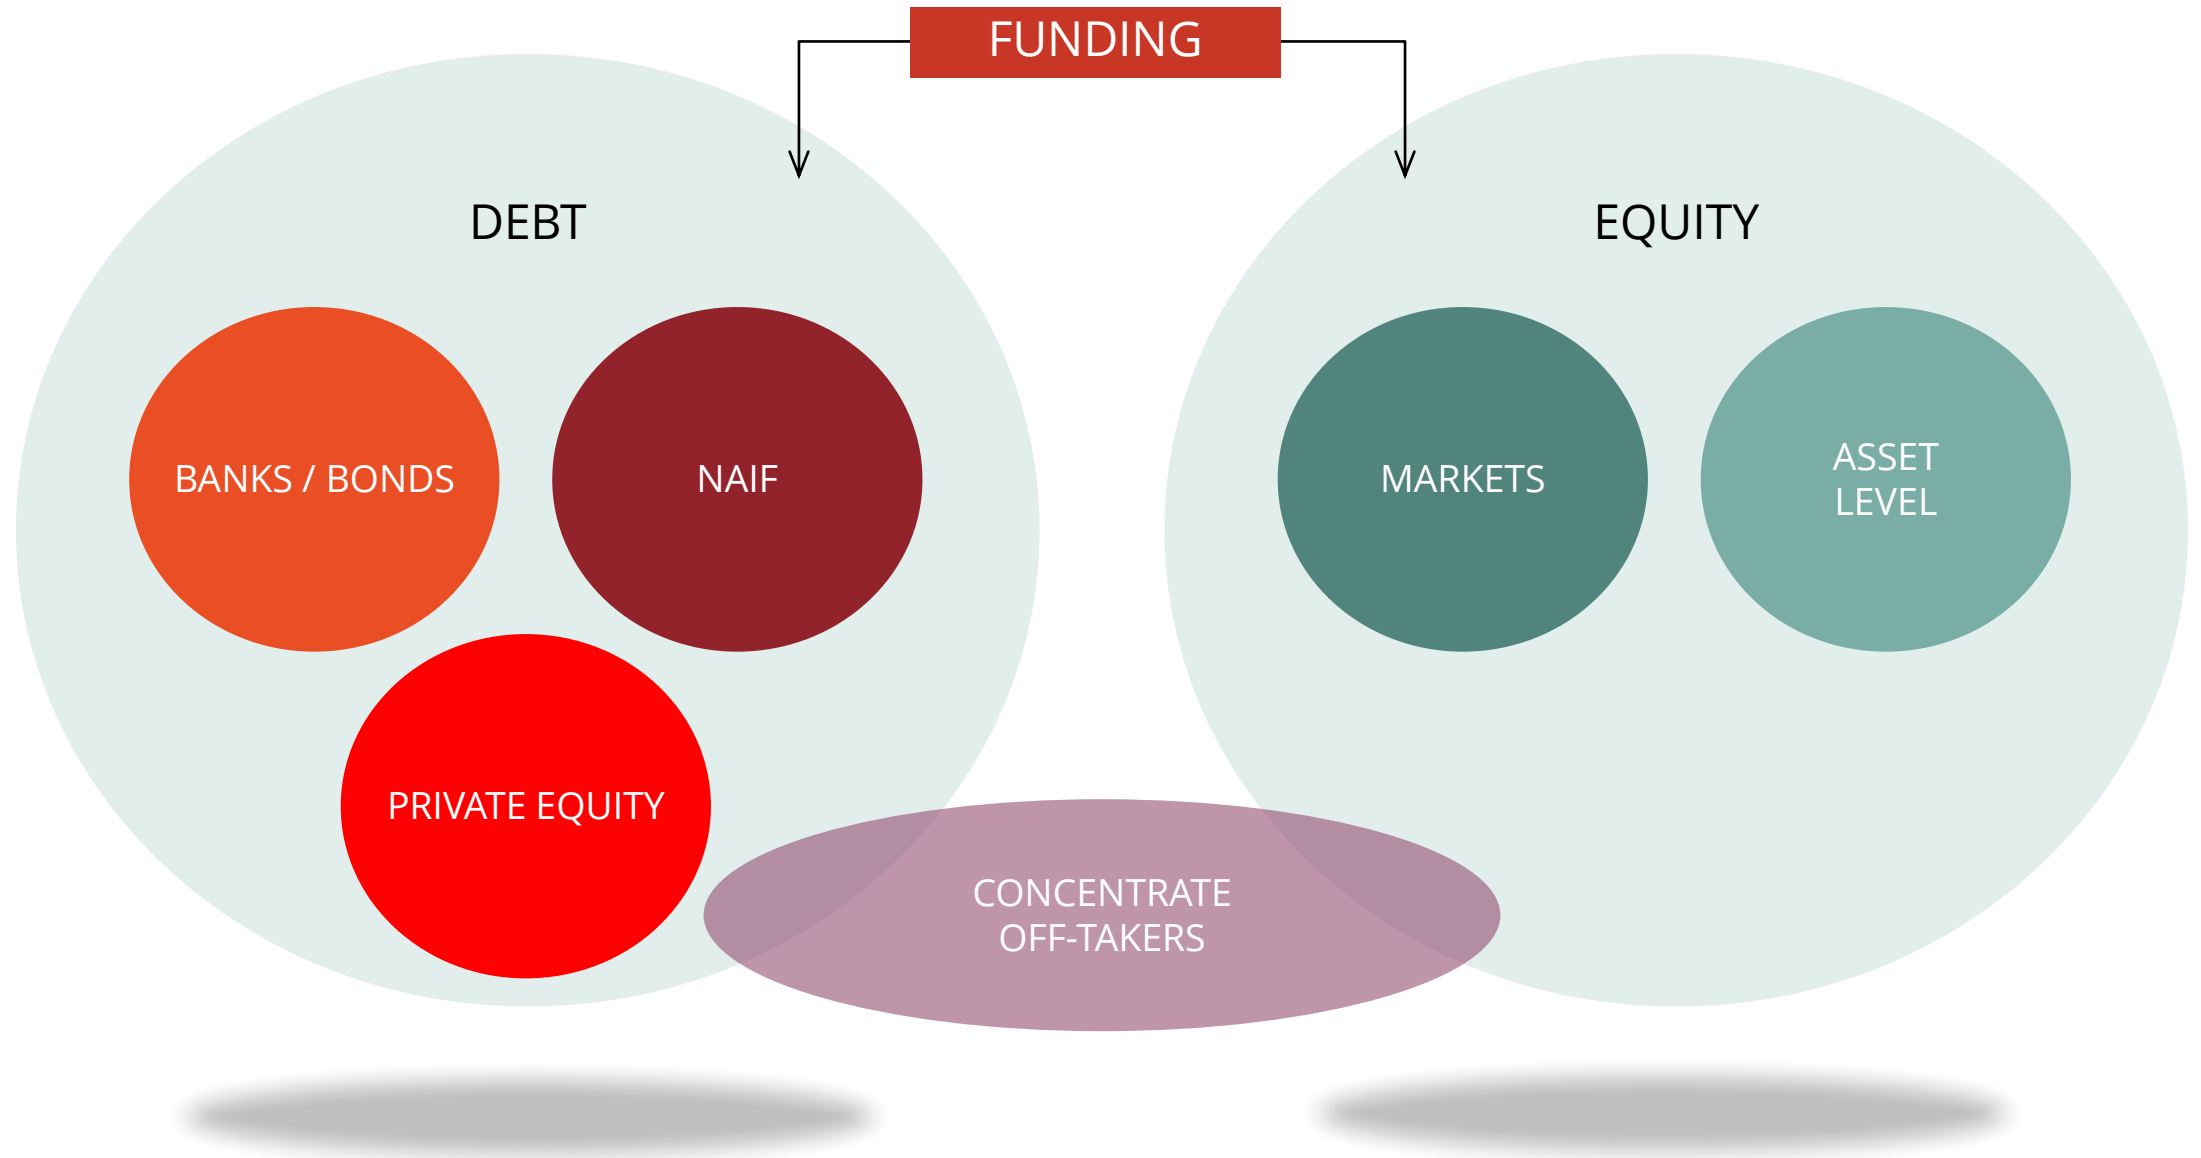 FUNDING
DEBT
EQUITY
BANKS / BONDS
NAIF
MARKETS
ASSET
LEVEL
PRIVATE EQUITY
CONCENTRATE
OFF-TAKERS